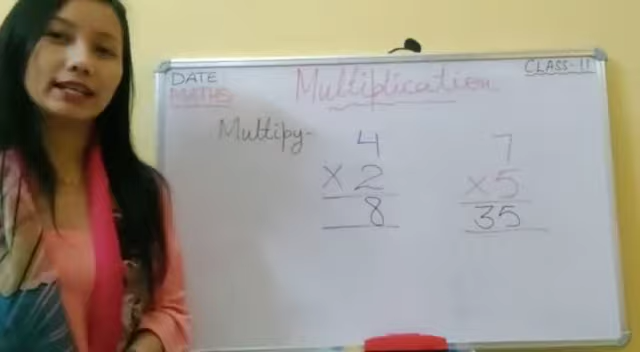 DATE
CLASS-II
MATHS
Multiplication
Multipy-
4
× 2
8
7
× 5
35